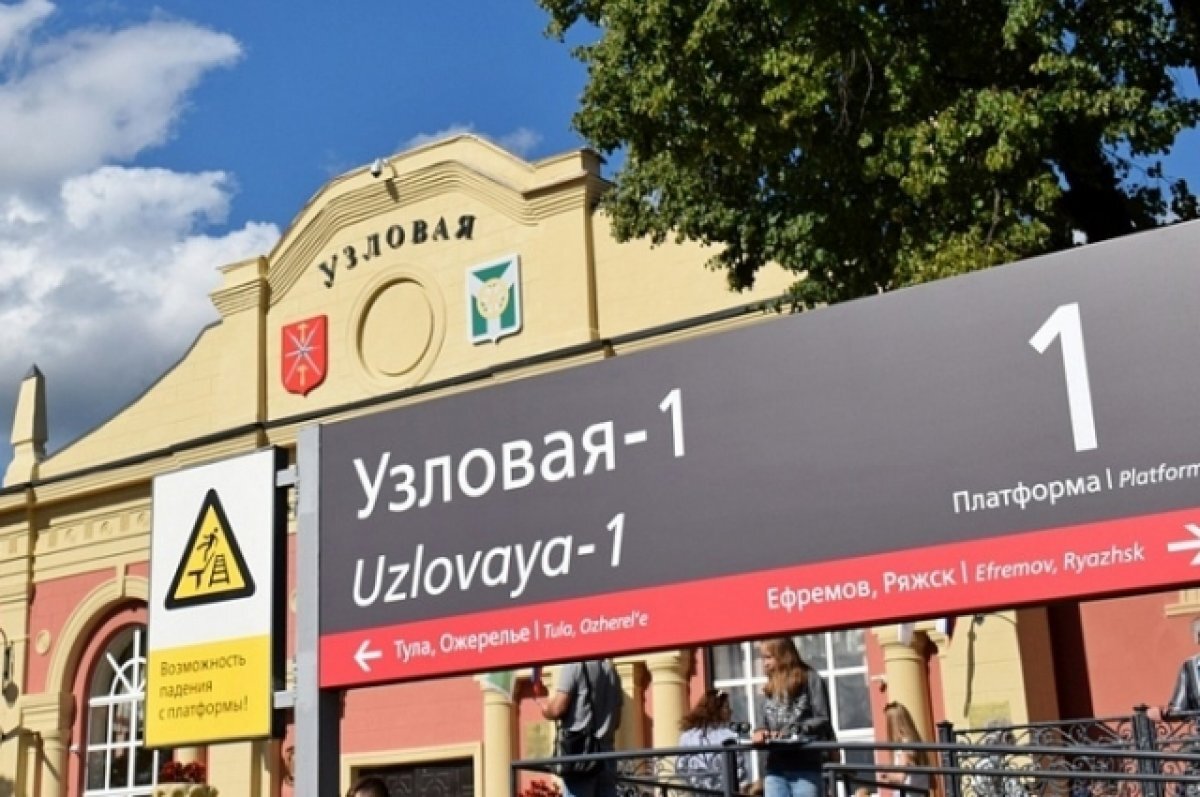 УЗЛОВАЯ
Узловая-1
Uzlovaya-1
1
Платформа | Platform
← Тула, Ожерелье | Tula, Ozherel'e
Ефремов, Ряжск | Efremov, Ryazhsk →
Возможность
падения
с платформы!